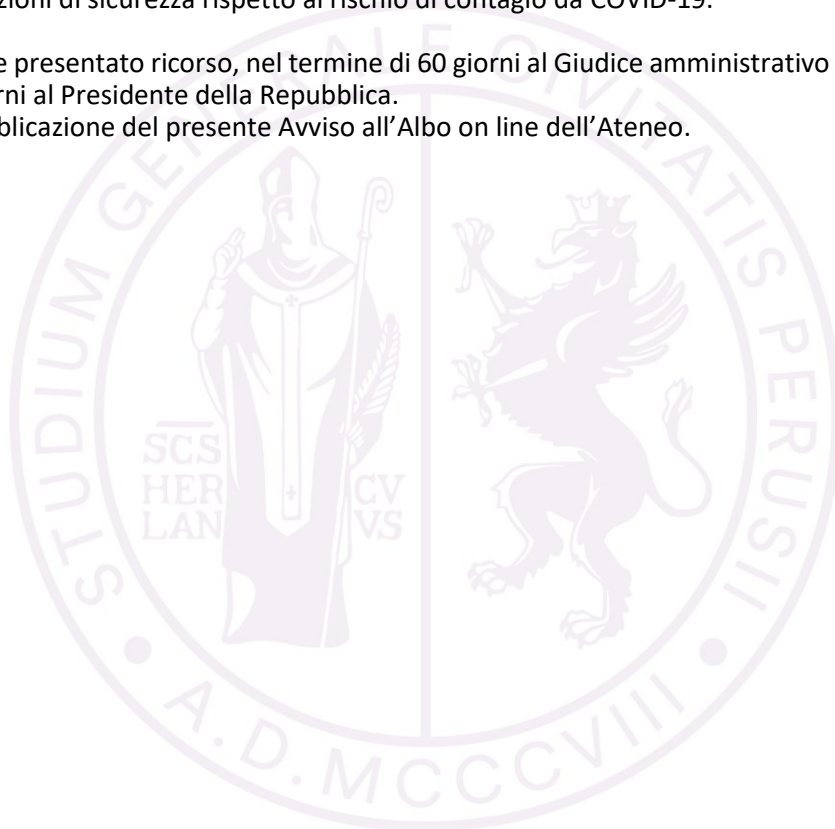 zioni di sicurezza rispetto al rischio di contagio da COVID-19.
e presentato ricorso, nel termine di 60 giorni al Giudice amministrativo
rni al Presidente della Repubblica.
blicazione del presente Avviso all’Albo on line dell’Ateneo.
STUDIUM GENERALE CIVITATIS PERUSII
SCS
HER
LAN
CV
VS
A.D. MCCCVIII